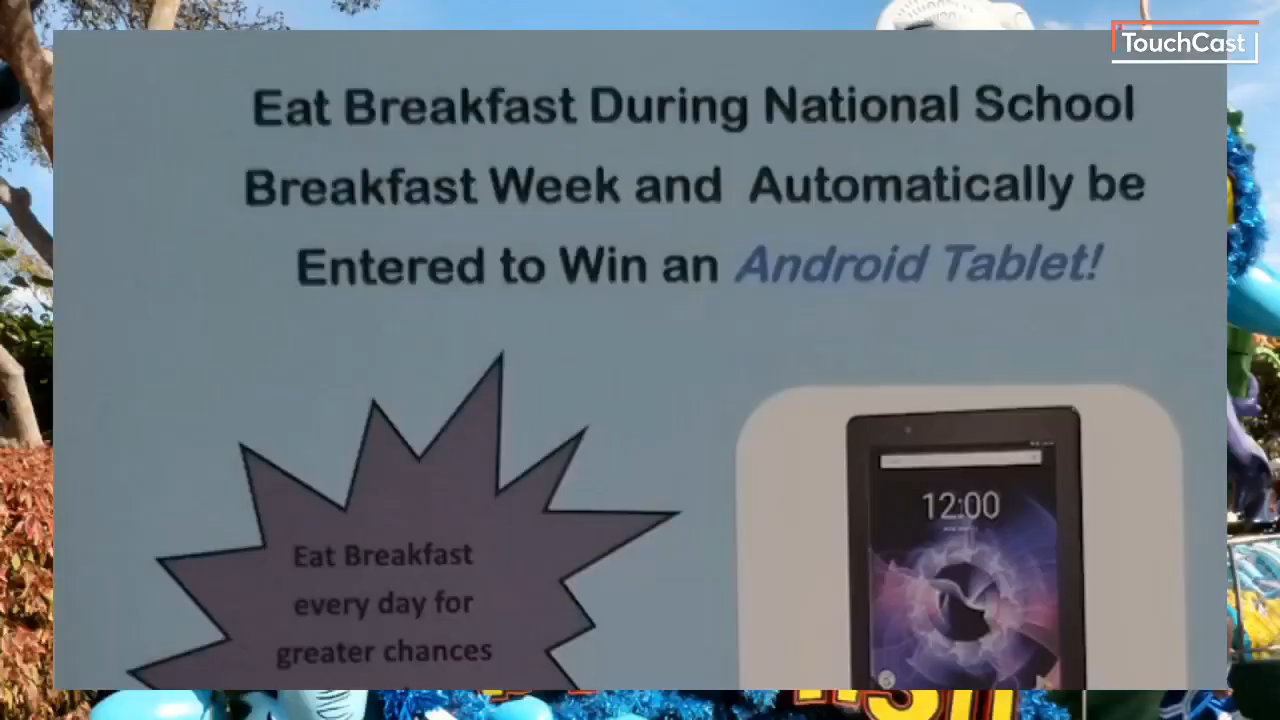 TouchCast
Eat Breakfast During National School
Breakfast Week and Automatically be
Entered to Win an Android Tablet!
12:00
Eat Breakfast
every day for
greater chances